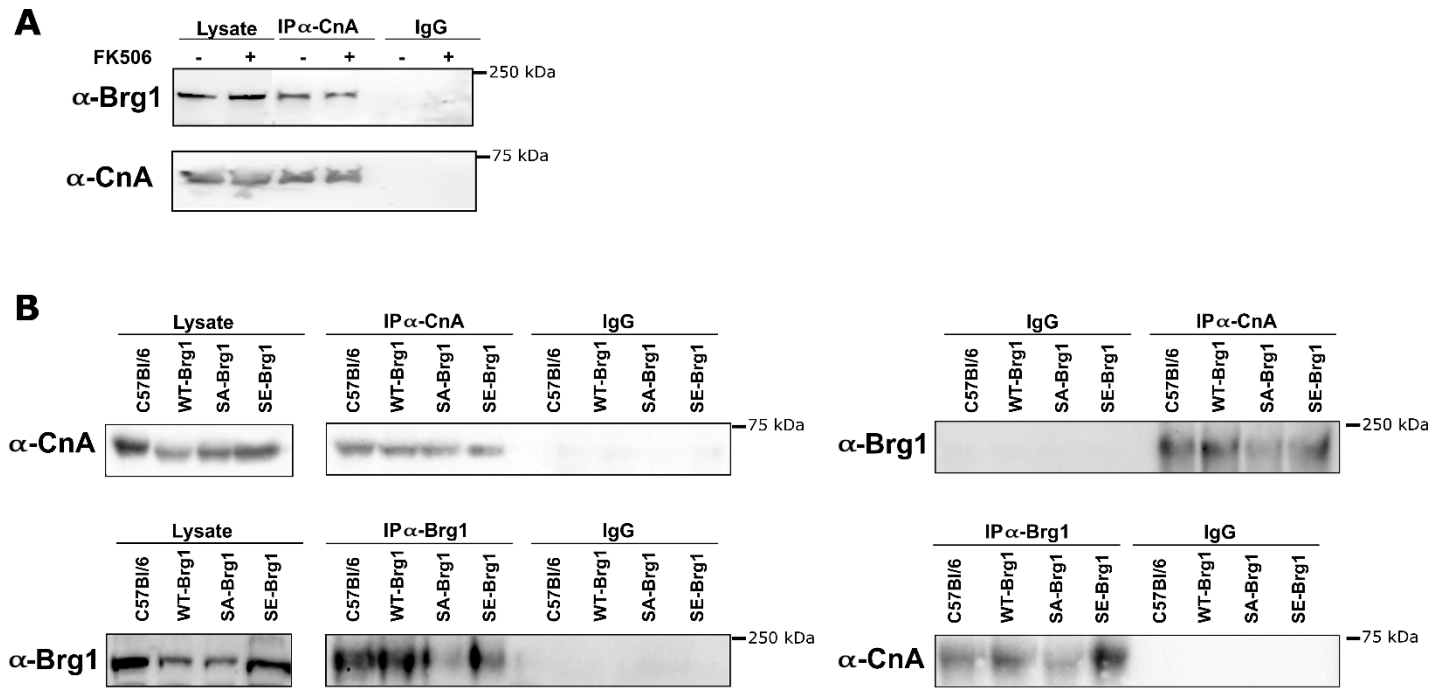 A
Lysate IPα-CnA IgG
FK506 - + - + - +
α-Brg1 250 kDa
α-CnA 75 kDa
B
Lysate IPα-CnA IgG
C57Bl/6 WT-Brg1 SA-Brg1 SE-Brg1 C57Bl/6 WT-Brg1 SA-Brg1 SE-Brg1 C57Bl/6 WT-Brg1 SA-Brg1 SE-Brg1
α-CnA 75 kDa
IgG IPα-CnA
C57Bl/6 WT-Brg1 SA-Brg1 SE-Brg1 C57Bl/6 WT-Brg1 SA-Brg1 SE-Brg1
α-Brg1 250 kDa
Lysate IPα-Brg1 IgG
C57Bl/6 WT-Brg1 SA-Brg1 SE-Brg1 C57Bl/6 WT-Brg1 SA-Brg1 SE-Brg1 C57Bl/6 WT-Brg1 SA-Brg1 SE-Brg1
α-Brg1 250 kDa
IPα-Brg1 IgG
C57Bl/6 WT-Brg1 SA-Brg1 SE-Brg1 C57Bl/6 WT-Brg1 SA-Brg1 SE-Brg1
α-CnA 75 kDa